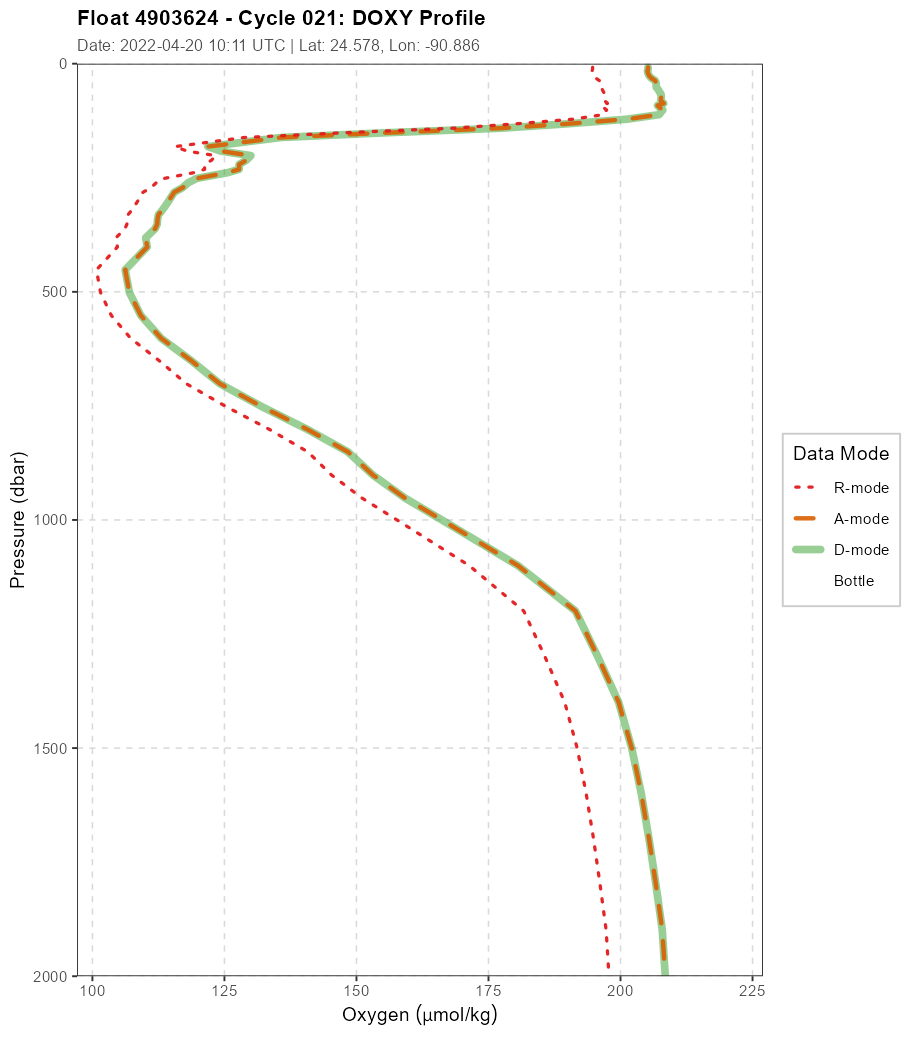 Float 4903624 - Cycle 021: DOXY Profile
Date: 2022-04-20 10:11 UTC | Lat: 24.578, Lon: -90.886
0
500
1000
1500
2000
Pressure (dbar)
100 125 150 175 200 225
Oxygen (µmol/kg)
Data Mode
R-mode
A-mode
D-mode
Bottle